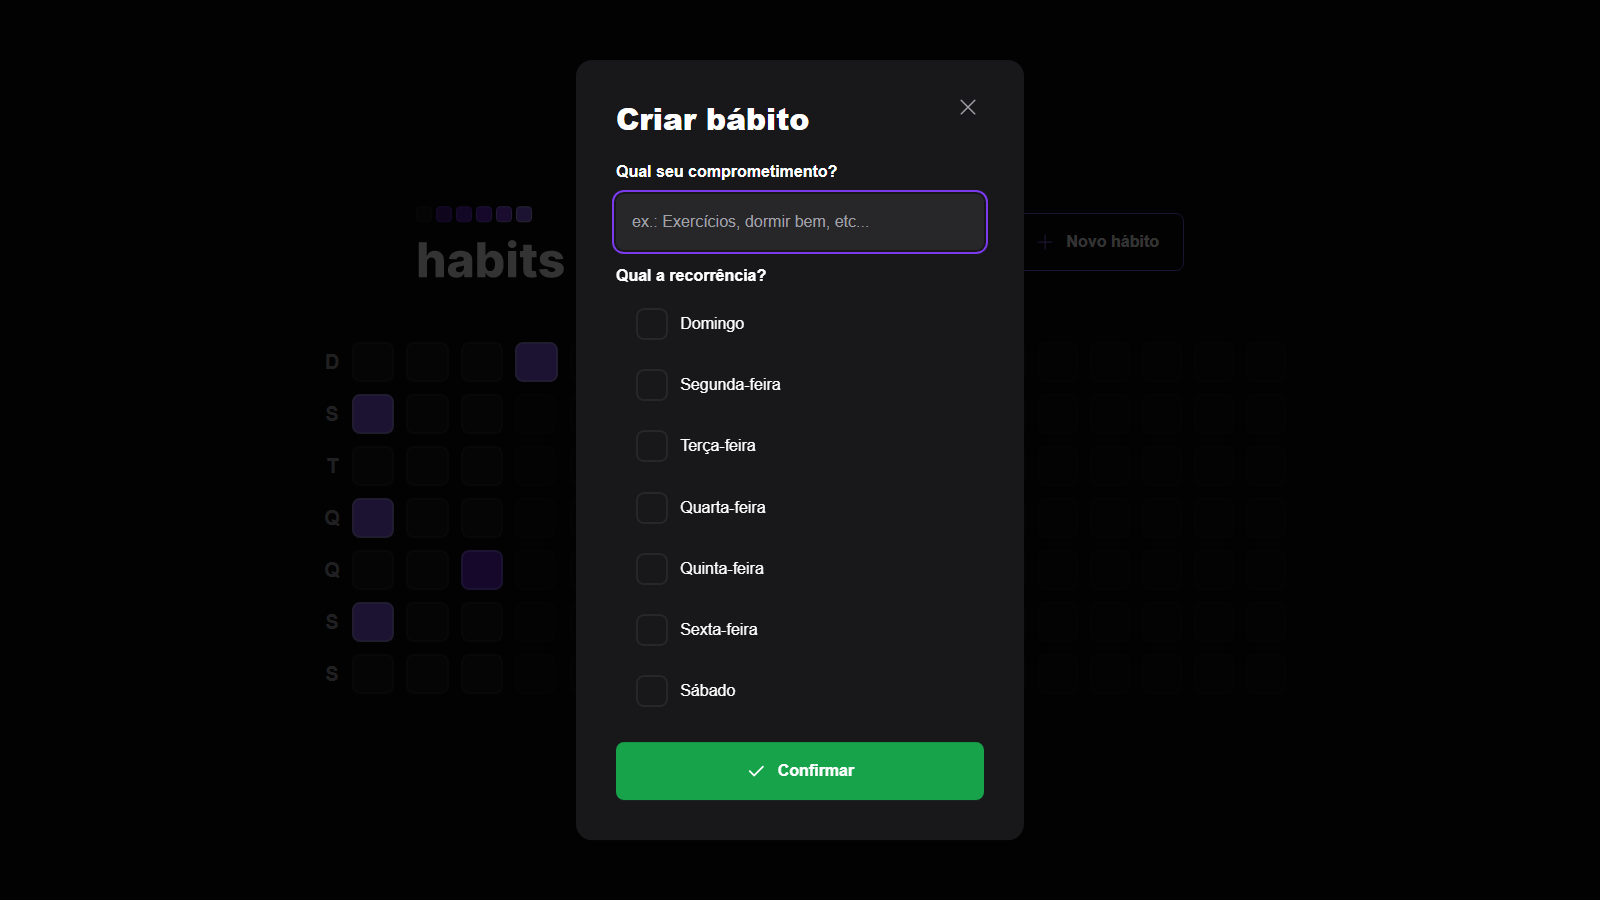 Criar bábito
Qual seu comprometimento?
ex.: Exercícios, dormir bem, etc...
Qual a recorrência?
Domingo
Segunda-feira
Terça-feira
Quarta-feira
Quinta-feira
Sexta-feira
Sábado
Confirmar
habits
Novo hábito
D
S
T
Q
Q
S
S